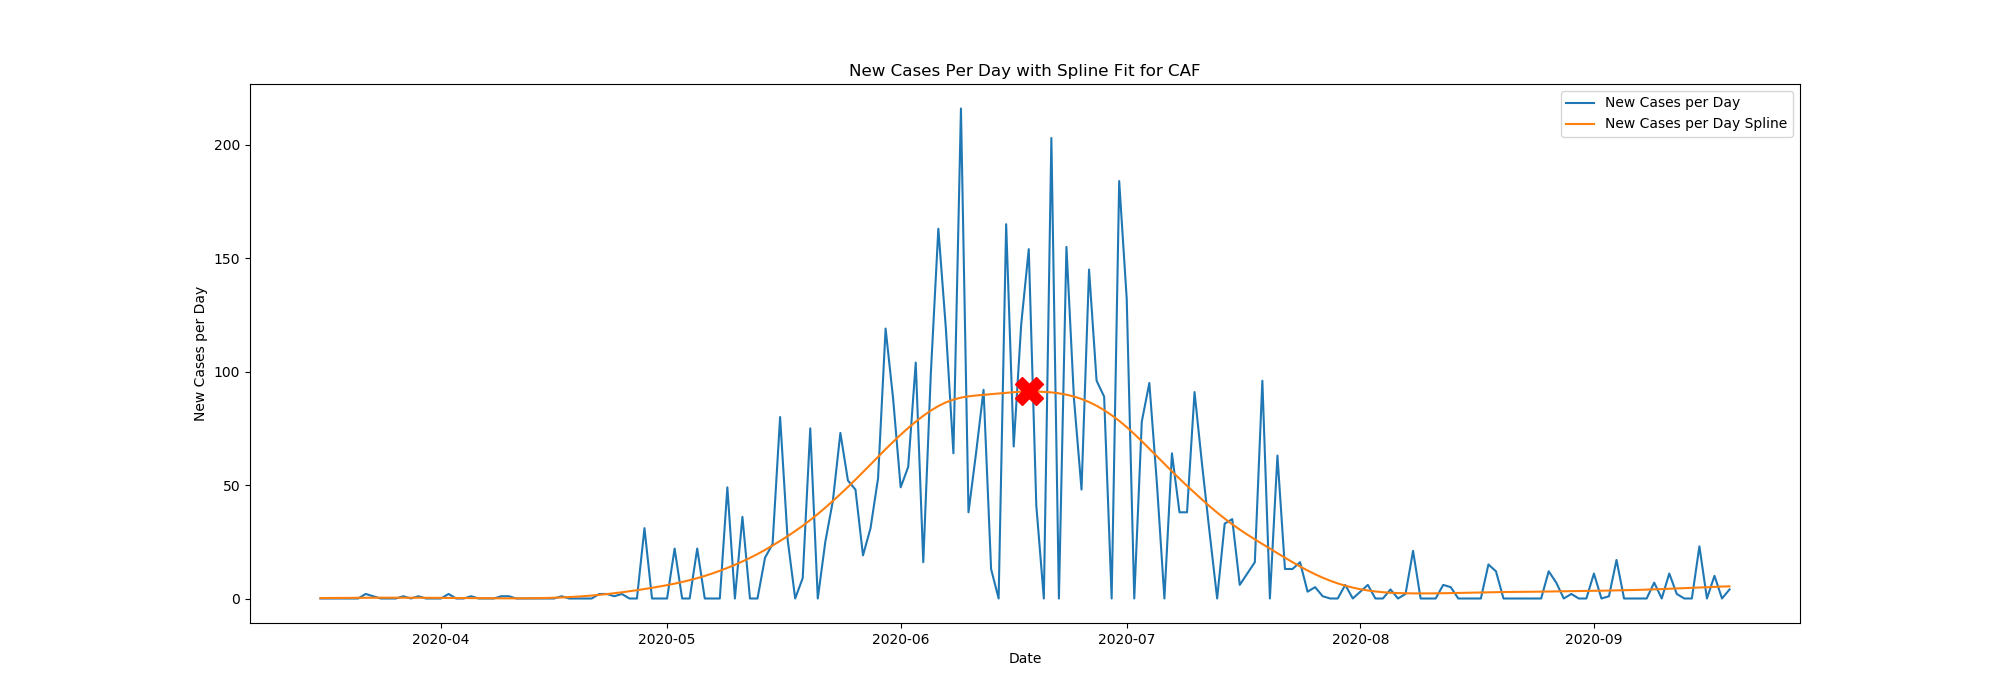 New Cases Per Day with Spline Fit for CAF
New Cases per Day
New Cases per Day Spline
200
150
100
50
0
New Cases per Day
2020-04 2020-05 2020-06 2020-07 2020-08 2020-09
Date